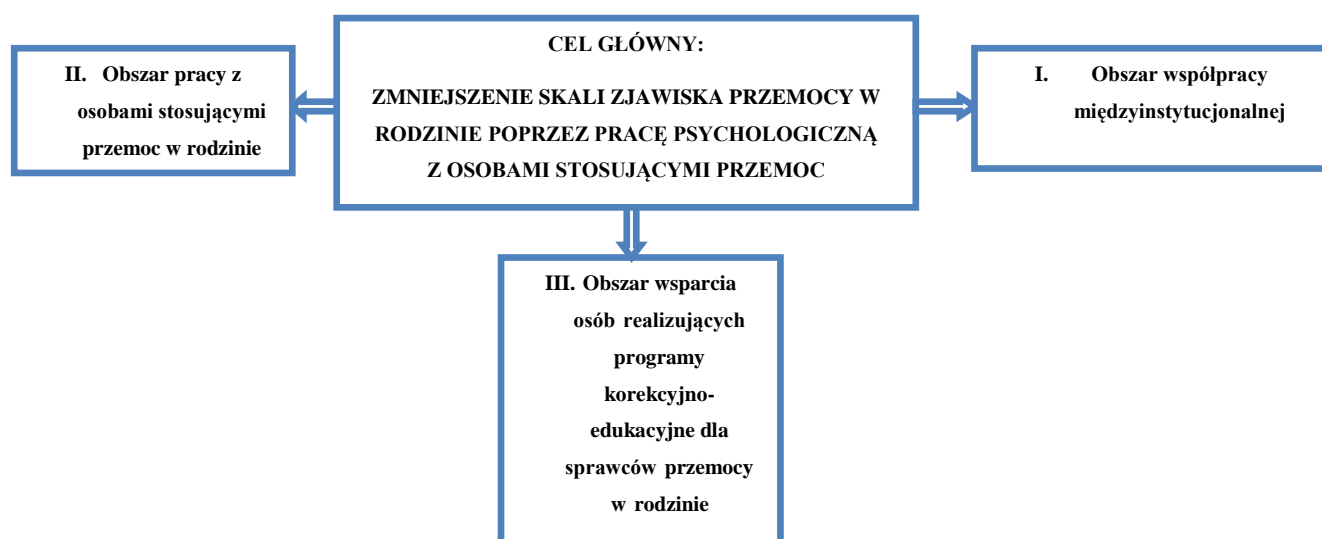 CEL GŁÓWNY:
ZMNIEJSZENIE SKALI ZJAWISKA PRZEMOCY W
RODZINIE POPRZEZ PRACĘ PSYCHOLOGICZNĄ
Z OSOBAMI STOSUJĄCYMI PRZEMOC
II. Obszar pracy z
osobami stosującymi
przemoc w rodzinie
I. Obszar współpracy
międzyinstytucjonalnej
III. Obszar wsparcia
osób realizujących
programy
korekcyjno-
edukacyjne dla
sprawców przemocy
w rodzinie